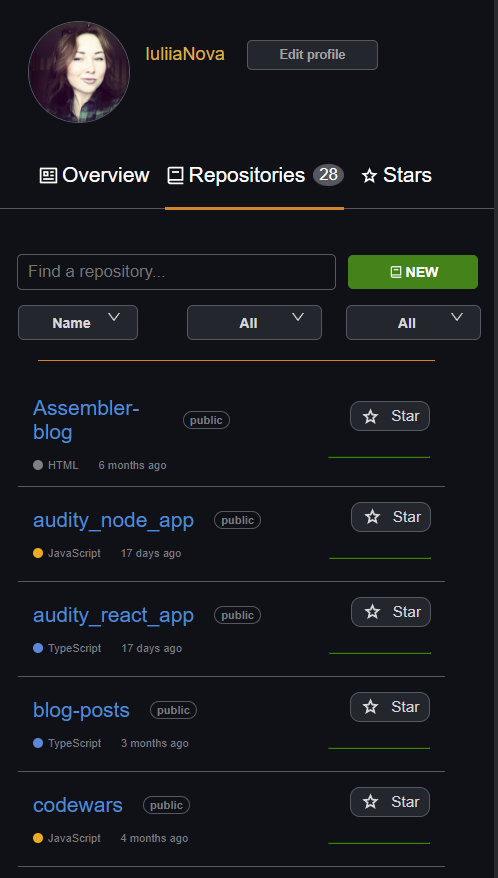 IuliiaNova
Edit profile
Overview Repositories 28 Stars
Find a repository...
NEW
Name All All
Assembler-
blog public Star
HTML 6 months ago
audity_node_app public Star
JavaScript 17 days ago
audity_react_app public Star
TypeScript 17 days ago
blog-posts public Star
TypeScript 3 months ago
codewars public Star
JavaScript 4 months ago